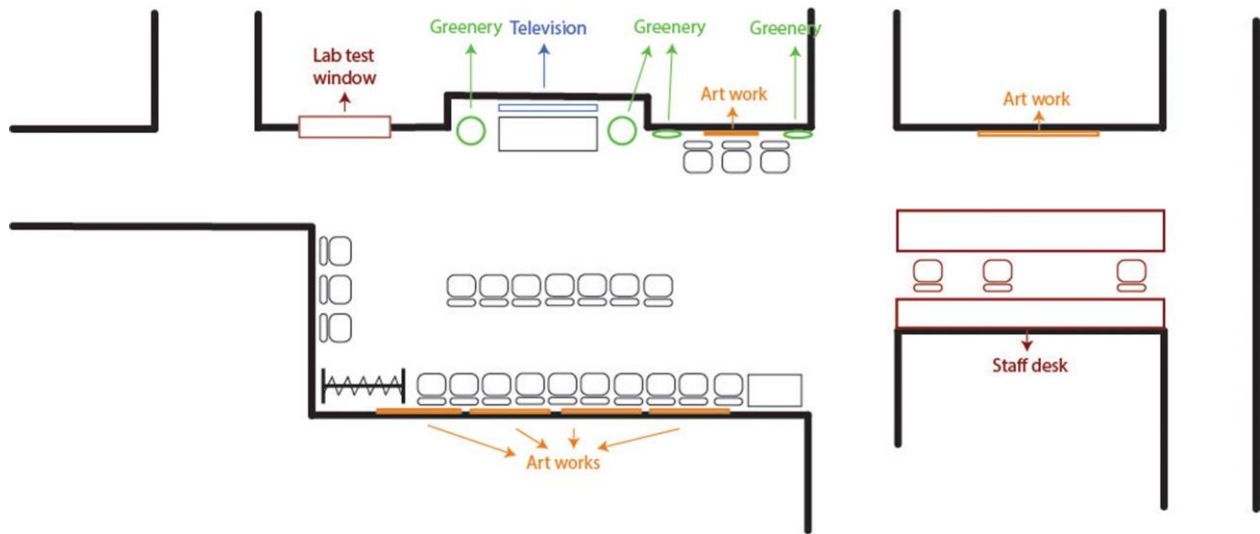 Greenery
Television
Greenery
Greenery
Lab test
window
Art work
Art work
Staff desk
Art works